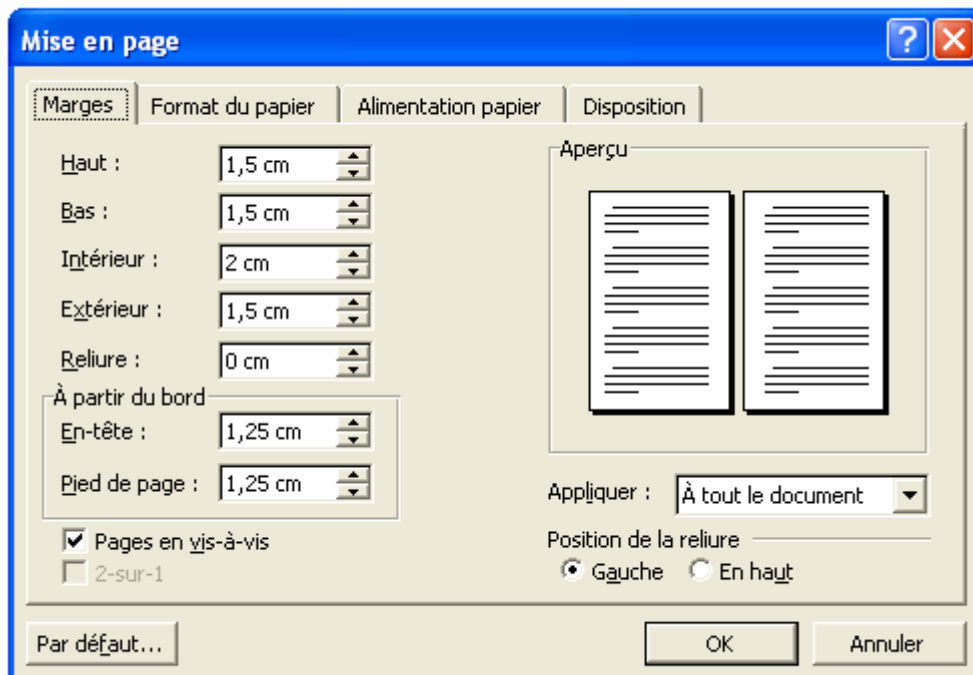 Mise en page
Marges Format du papier Alimentation papier Disposition
Haut : 1,5 cm
Bas : 1,5 cm
Intérieur : 2 cm
Extérieur : 1,5 cm
Reliure : 0 cm
À partir du bord
En-tête : 1,25 cm
Pied de page : 1,25 cm
Pages en vis-à-vis
2-sur-1
Aperçu
Appliquer : À tout le document
Position de la reliure
Gauche En haut
Par défaut... OK Annuler